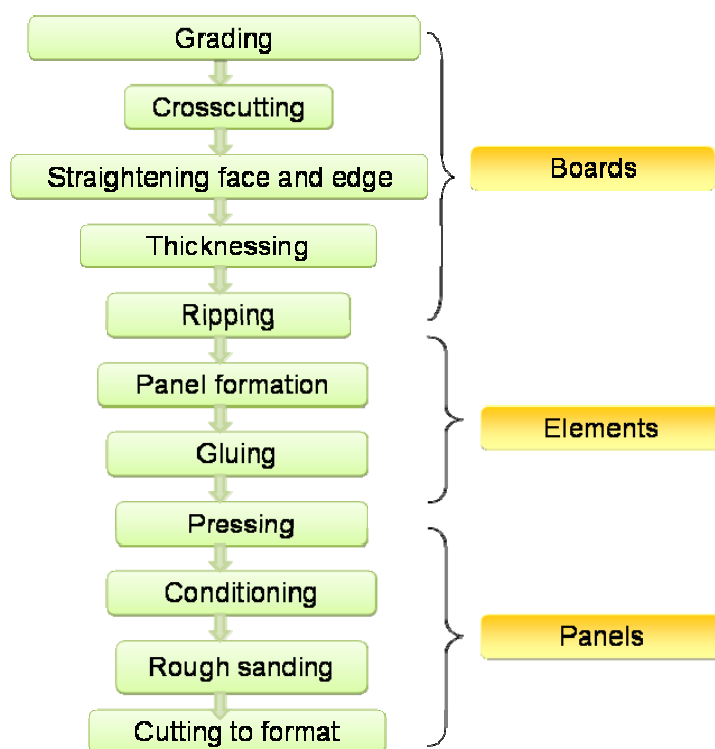 Grading
Crosscutting
Straightening face and edge
Boards
Thicknessing
Ripping
Panel formation
Elements
Gluing
Pressing
Conditioning
Panels
Rough sanding
Cutting to format